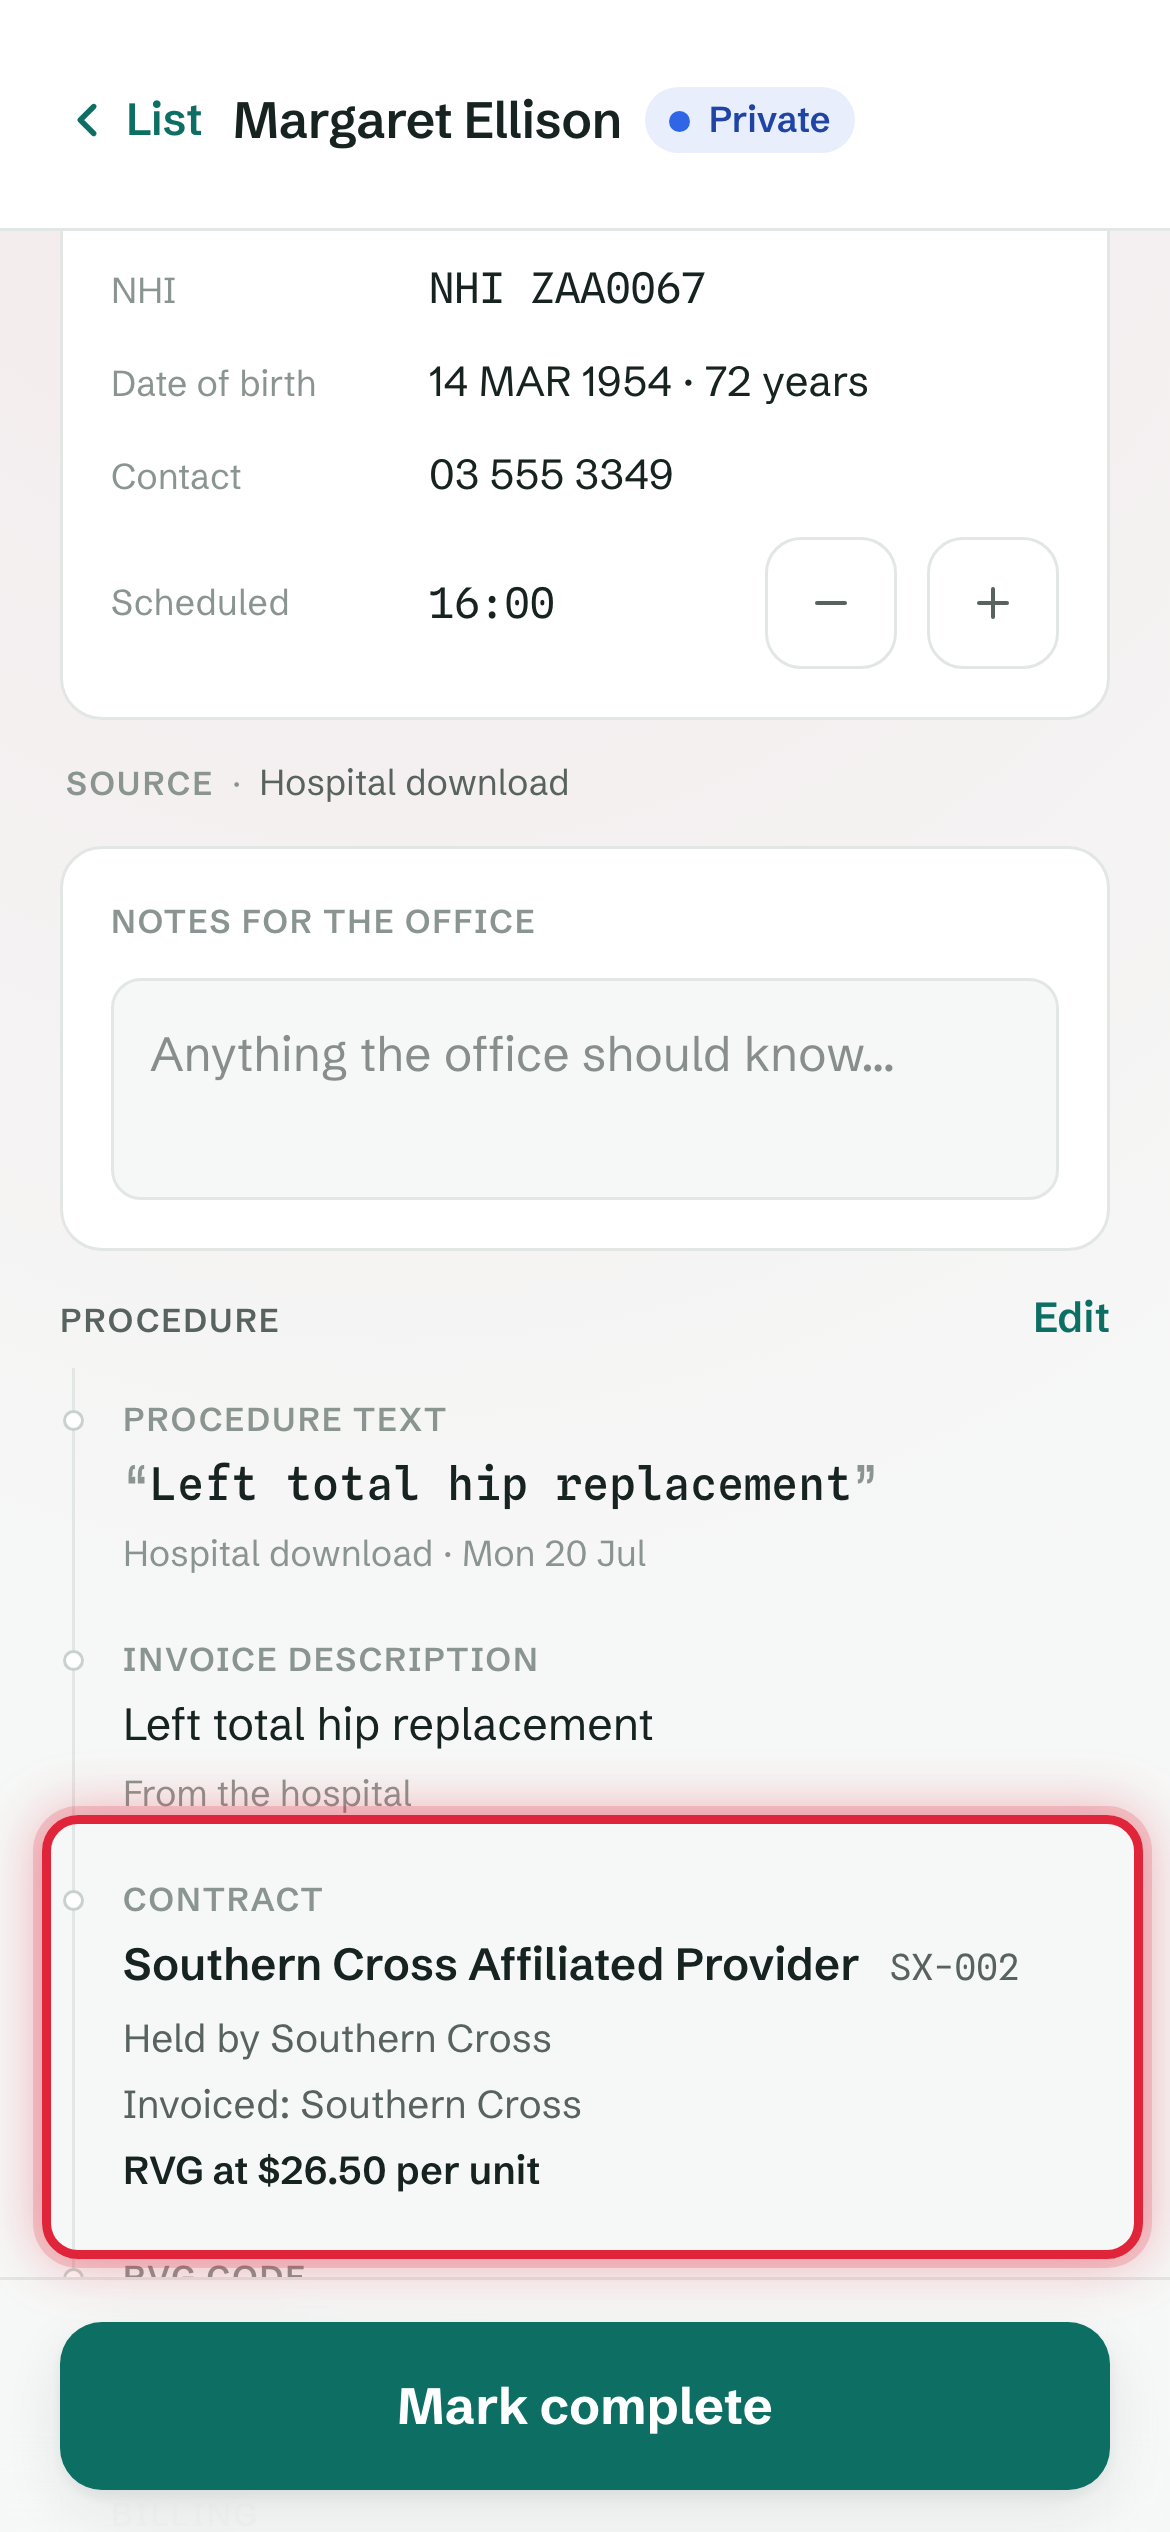 List Margaret Ellison Private
NHI NHI ZAA0067
Date of birth 14 MAR 1954 · 72 years
Contact 03 555 3349
Scheduled 16:00 − +
SOURCE · Hospital download
NOTES FOR THE OFFICE
Anything the office should know...
PROCEDURE Edit
PROCEDURE TEXT
“Left total hip replacement”
Hospital download · Mon 20 Jul
INVOICE DESCRIPTION
Left total hip replacement
From the hospital
CONTRACT
Southern Cross Affiliated Provider SX-002
Held by Southern Cross
Invoiced: Southern Cross
RVG at $26.50 per unit
RVG CODE
Mark complete
BILLING